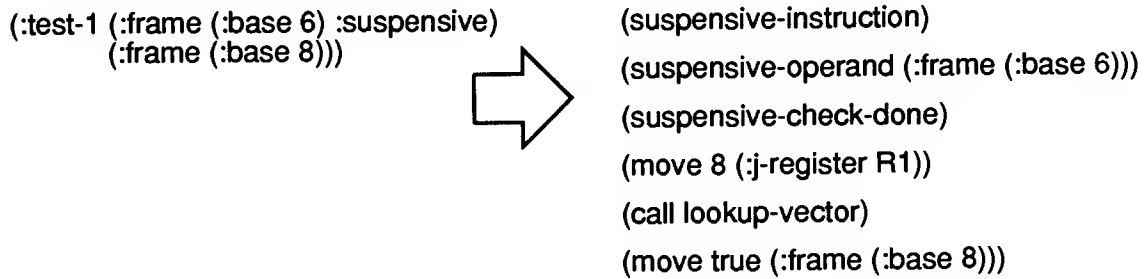 (:test-1 (:frame (:base 6) :suspensive)
(:frame (:base 8)))
(suspensive-instruction)
(suspensive-operand (:frame (:base 6)))
(suspensive-check-done)
(move 8 (:j-register R1))
(call lookup-vector)
(move true (:frame (:base 8)))